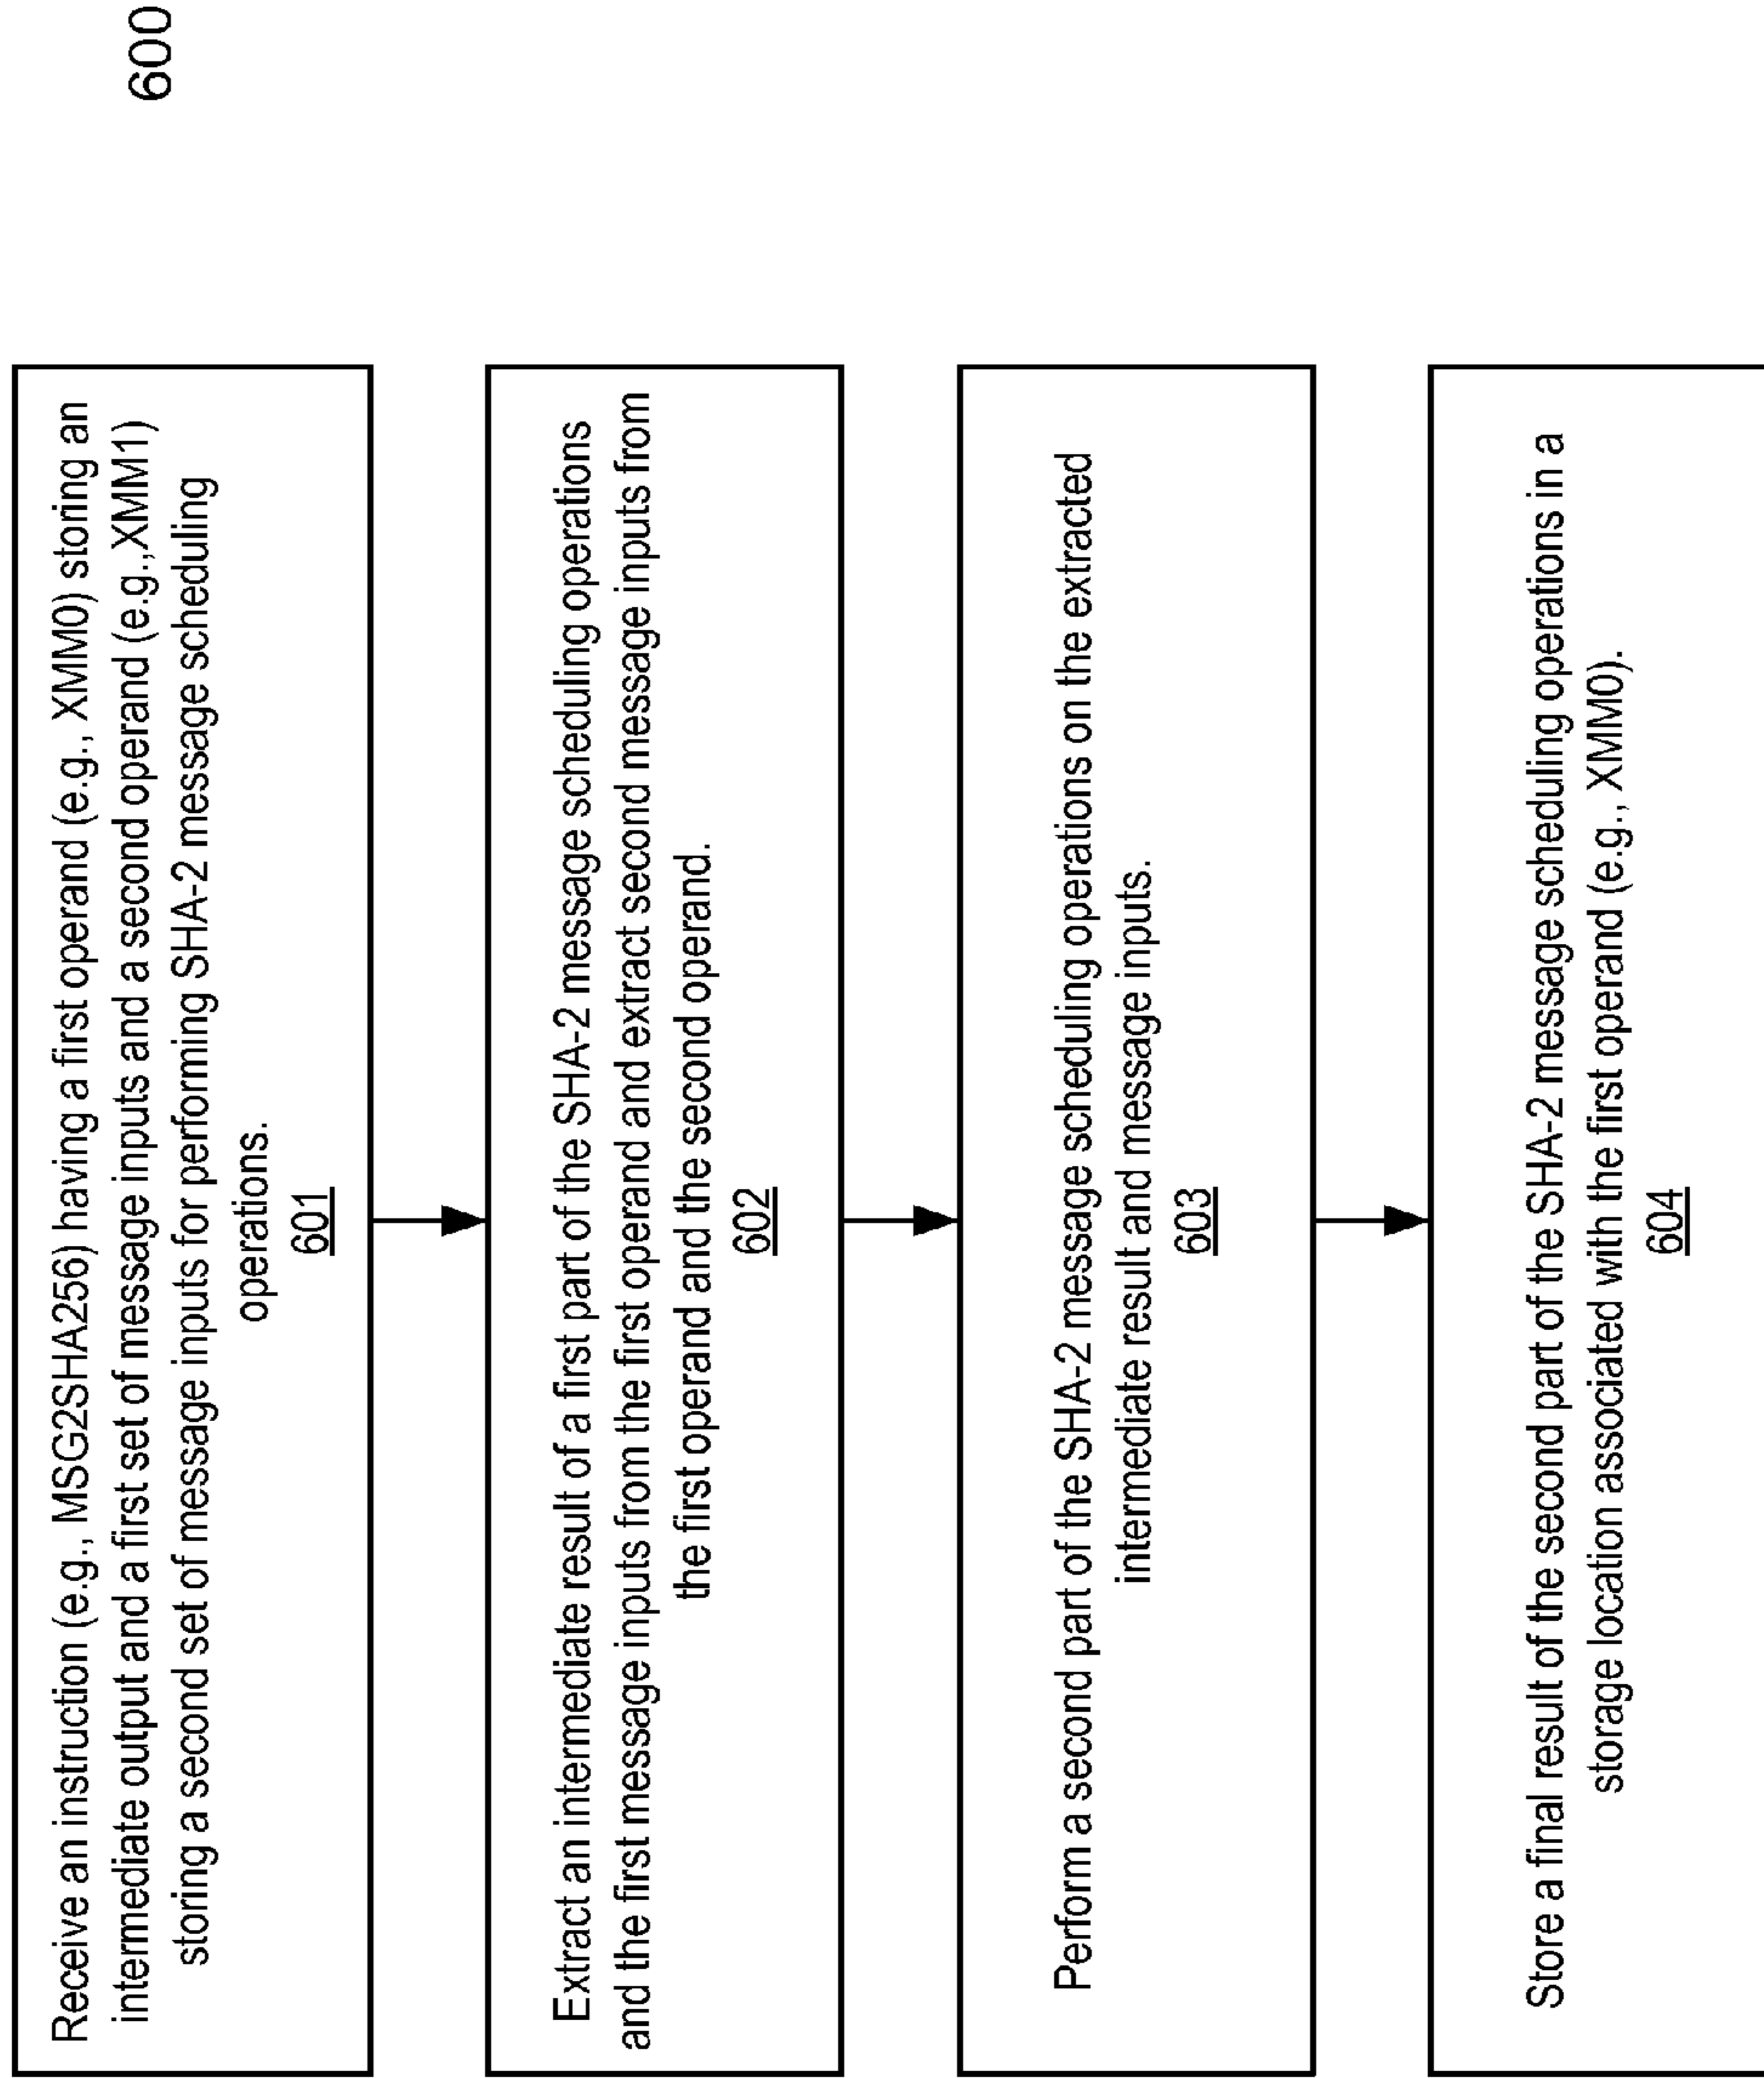 600
Receive an instruction (e.g., MSG2SHA256) having a first operand (e.g., XMM0) storing an
intermediate output and a first set of message inputs and a second operand (e.g.,XMM1)
storing a second set of message inputs for performing SHA-2 message scheduling
operations.
601
Extract an intermediate result of a first part of the SHA-2 message scheduling operations
and the first message inputs from the first operand and extract second message inputs from
the first operand and the second operand.
602
Perform a second part of the SHA-2 message scheduling operations on the extracted
intermediate result and message inputs.
603
Store a final result of the second part of the SHA-2 message scheduling operations in a
storage location associated with the first operand (e.g., XMM0).
604